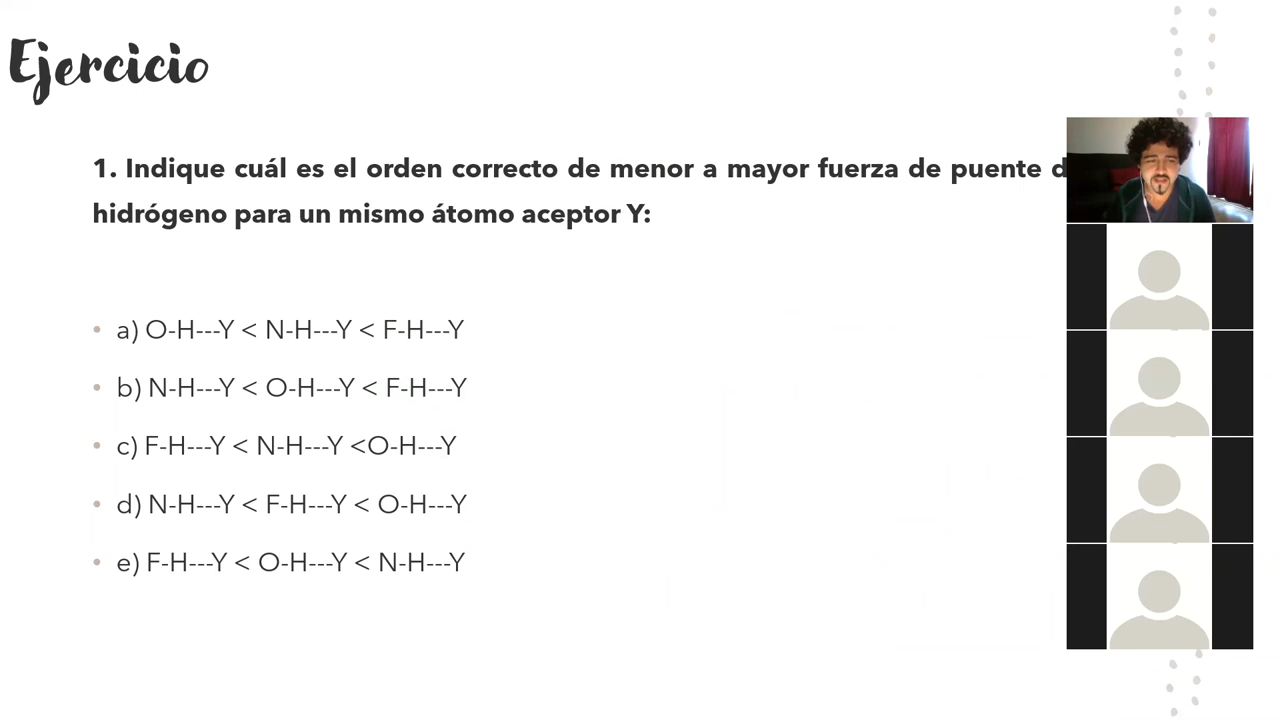 Ejercicio
1. Indique cuál es el orden correcto de menor a mayor fuerza de puente
hidrógeno para un mismo átomo aceptor Y:
• a) O-H---Y < N-H---Y < F-H---Y
• b) N-H---Y < O-H---Y < F-H---Y
• c) F-H---Y < N-H---Y <O-H---Y
• d) N-H---Y < F-H---Y < O-H---Y
• e) F-H---Y < O-H---Y < N-H---Y